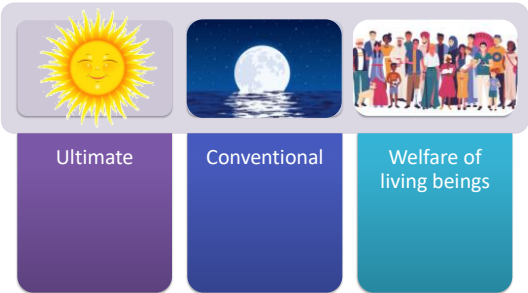 Ultimate
Conventional
Welfare of
living beings